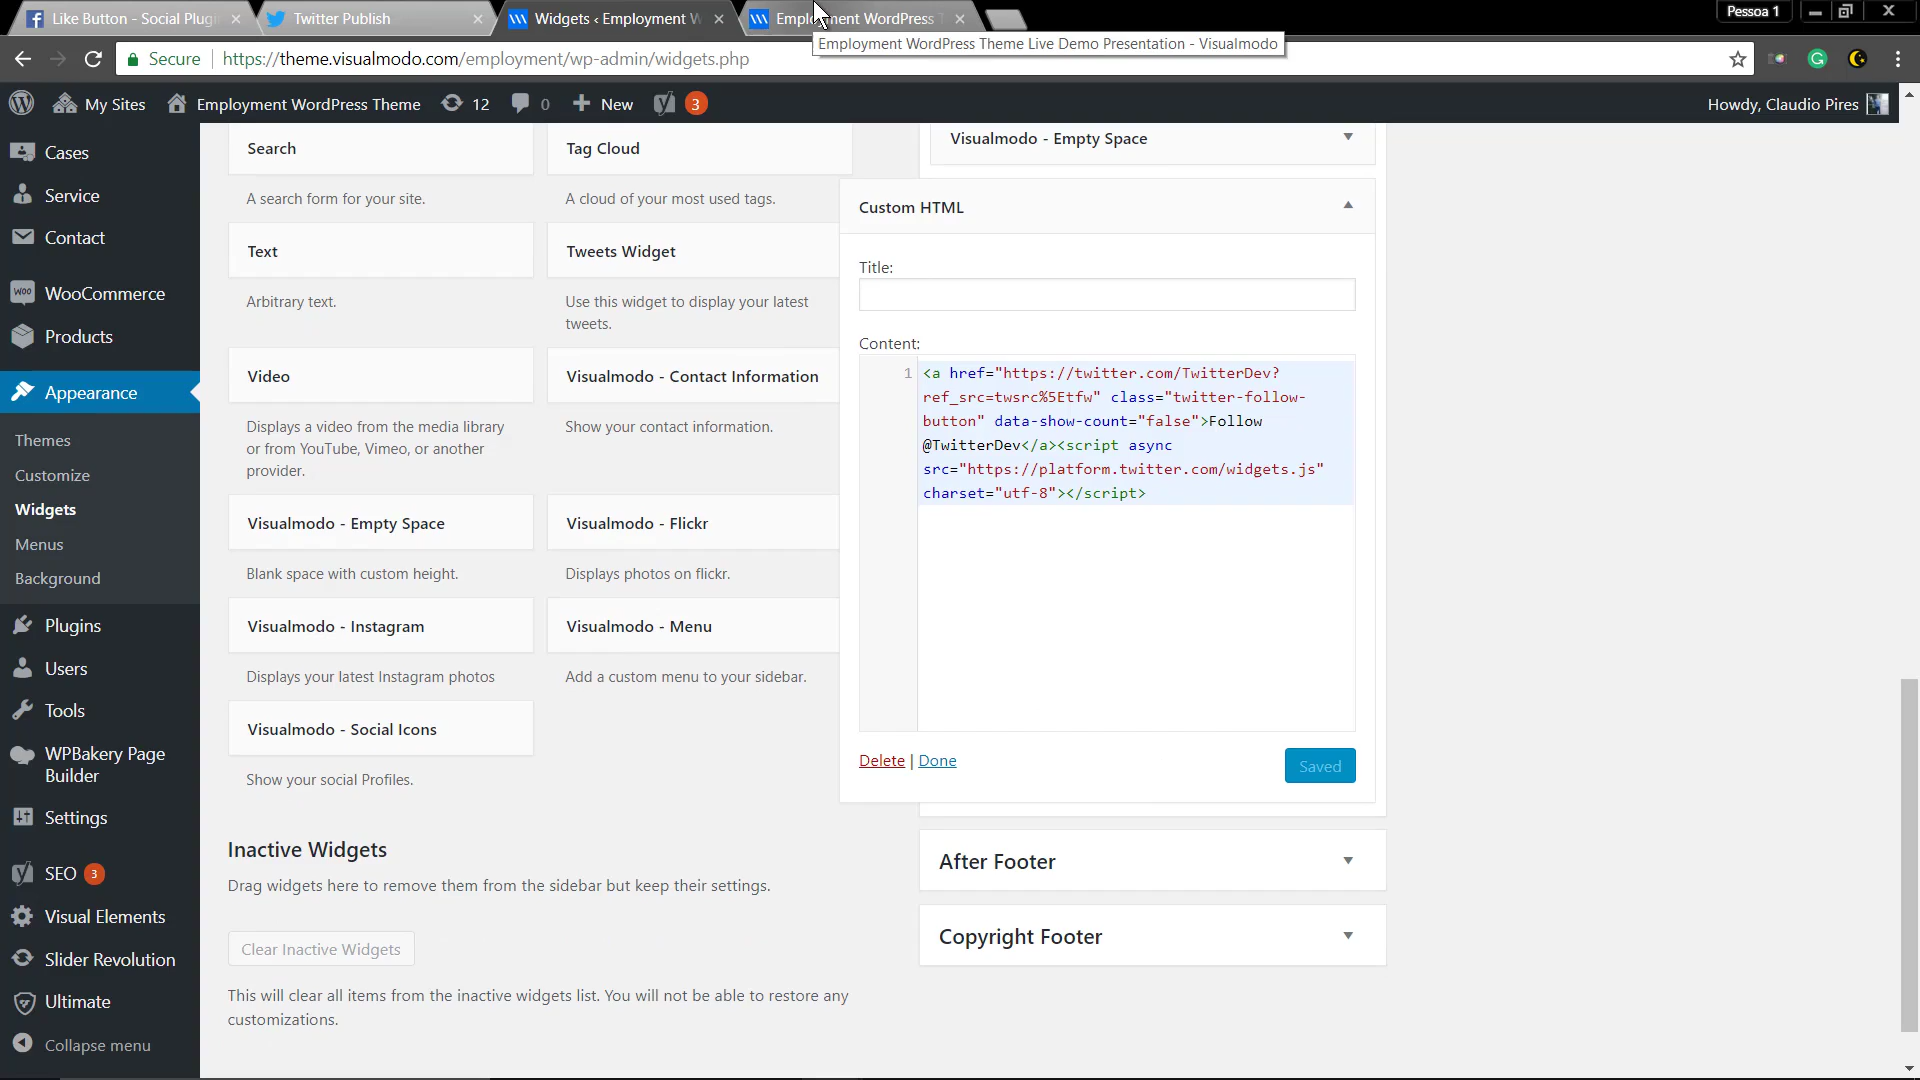 Like Button - Social Plugi
Twitter Publish
Widgets ‹ Employment W
Employment WordPress T
Pessoa 1
Employment WordPress Theme Live Demo Presentation - Visualmodo
Secure
https://theme.visualmodo.com/employment/wp-admin/widgets.php
My Sites
Employment WordPress Theme
12
0
New
3
Howdy, Claudio Pires
Cases
Service
Contact
WooCommerce
Products
Appearance
Themes
Customize
Widgets
Menus
Background
Plugins
Users
Tools
WPBakery Page
Builder
Settings
SEO 3
Visual Elements
Slider Revolution
Ultimate
Collapse menu
Search
A search form for your site.
Tag Cloud
A cloud of your most used tags.
Text
Arbitrary text.
Tweets Widget
Use this widget to display your latest
tweets.
Video
Displays a video from the media library
or from YouTube, Vimeo, or another
provider.
Visualmodo - Contact Information
Show your contact information.
Visualmodo - Empty Space
Blank space with custom height.
Visualmodo - Flickr
Displays photos on flickr.
Visualmodo - Instagram
Displays your latest Instagram photos
Visualmodo - Menu
Add a custom menu to your sidebar.
Visualmodo - Social Icons
Show your social Profiles.
Inactive Widgets
Drag widgets here to remove them from the sidebar but keep their settings.
Clear Inactive Widgets
This will clear all items from the inactive widgets list. You will not be able to restore any
customizations.
Visualmodo - Empty Space
Custom HTML
Title:
Content:
1
<a href="https://twitter.com/TwitterDev?
ref_src=twsrc%5Etfw" class="twitter-follow-
button" data-show-count="false">Follow
@TwitterDev</a><script async
src="https://platform.twitter.com/widgets.js"
charset="utf-8"></script>
Delete | Done
Saved
After Footer
Copyright Footer